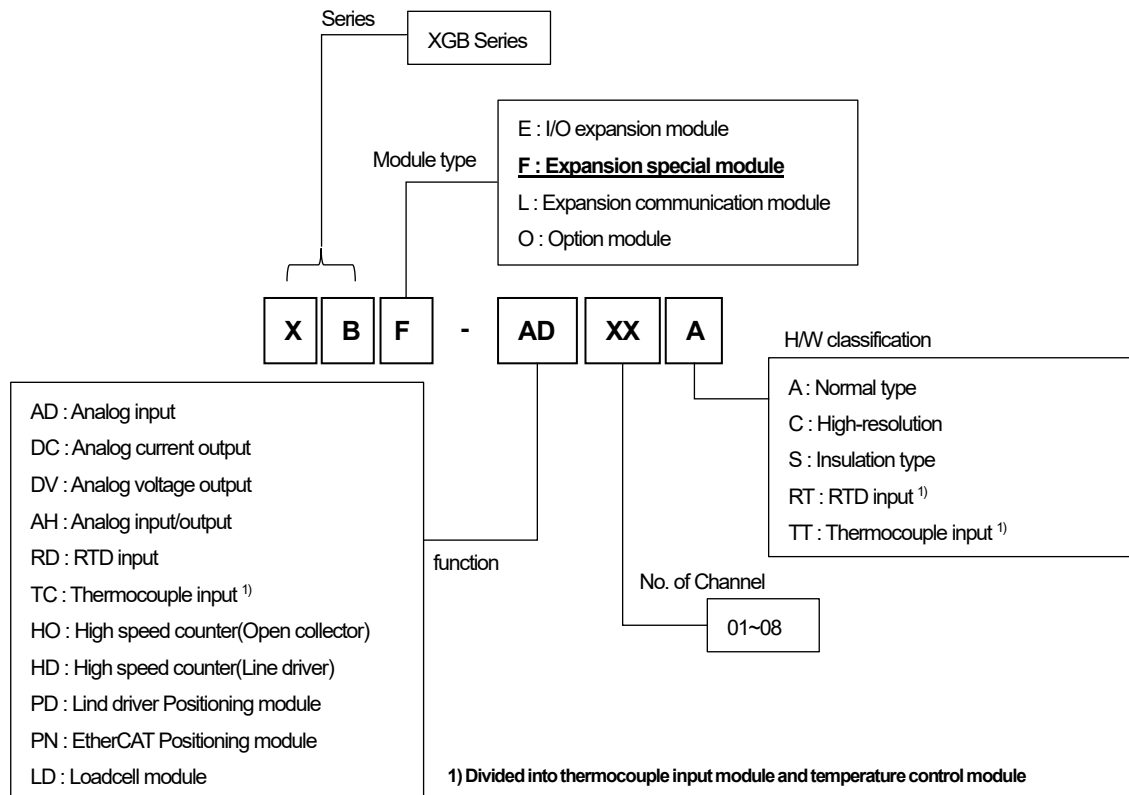 Series
XGB Series
Module type
E : I/O expansion module
F : Expansion special module
L : Expansion communication module
O : Option module
X B F - AD XX A
H/W classification
A : Normal type
C : High-resolution
S : Insulation type
RT : RTD input 1)
TT : Thermocouple input 1)
AD : Analog input
DC : Analog current output
DV : Analog voltage output
AH : Analog input/output
RD : RTD input
TC : Thermocouple input 1)
HO : High speed counter(Open collector)
HD : High speed counter(Line driver)
PD : Lind driver Positioning module
PN : EtherCAT Positioning module
LD : Loadcell module
function
No. of Channel
01~08
1) Divided into thermocouple input module and temperature control module